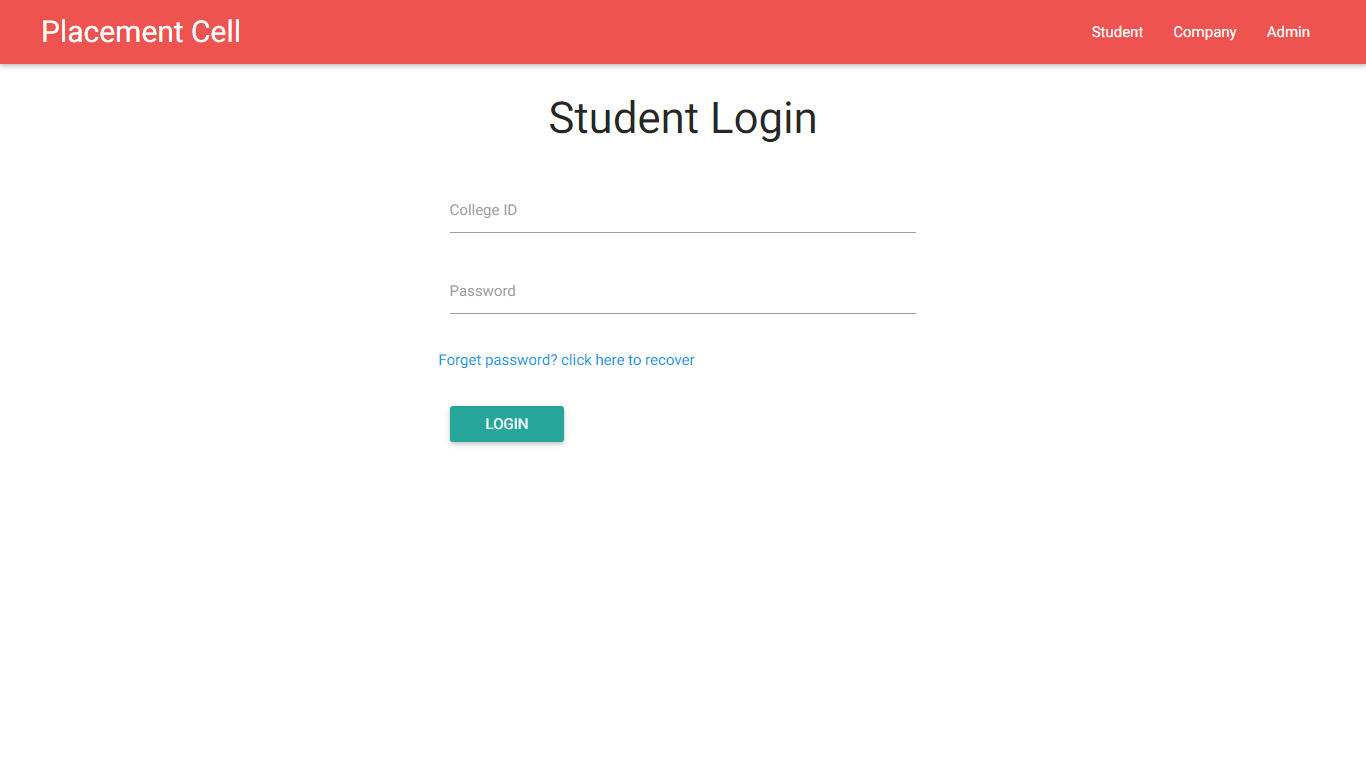 Placement Cell
Student Company Admin
Student Login
College ID
Password
Forget password? click here to recover
LOGIN